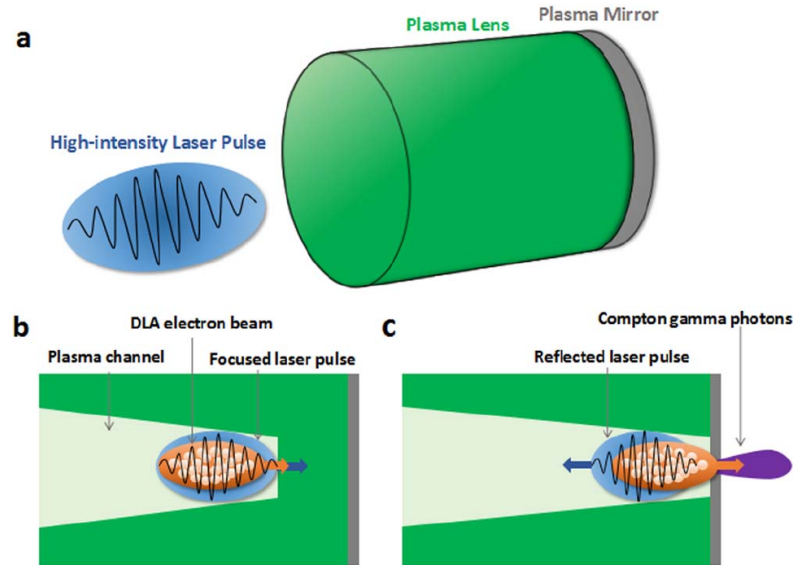 a
Plasma Mirror
Plasma Lens
High-intensity Laser Pulse
b
DLA electron beam
Plasma channel
Focused laser pulse
c
Compton gamma photons
Reflected laser pulse